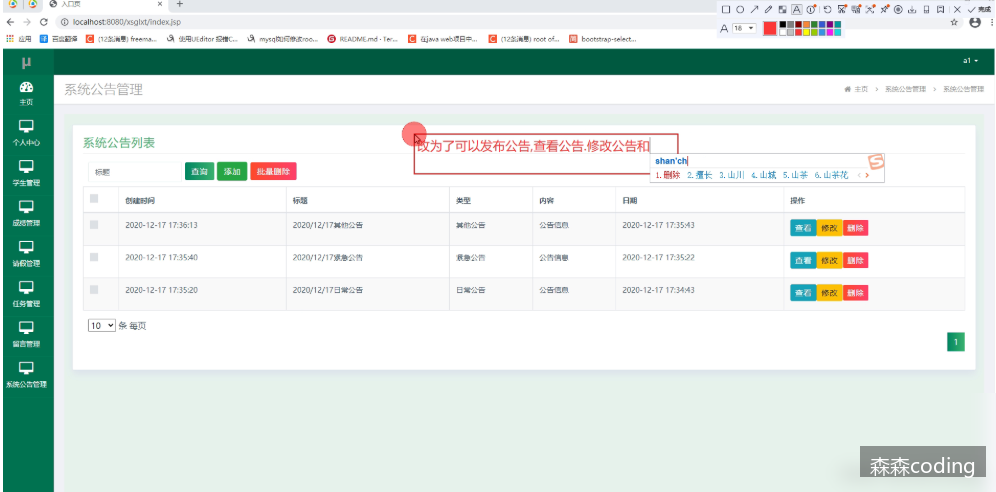 入口页
localhost:8080/xsglxt/index.jsp
应用 百度翻译 (12条消息) freema... 使用UEditor 报错C... mysql如何修改roo... README.md · Ter... 在java web项目中... (12条消息) root of... bootstrap-select...
A 18
完成
μ
a1
主页
系统公告管理
主页 > 系统公告管理 > 系统公告管理
个人中心
学生管理
成绩管理
请假管理
任务管理
留言管理
系统公告管理
系统公告列表
改为了可以发布公告,查看公告.修改公告和
shan'ch
1.删除 2.擅长 3.山川 4.山城 5.山茶 6.山茶花
标题 查询 添加 批量删除
创建时间 标题 类型 内容 日期 操作
2020-12-17 17:36:13 2020/12/17其他公告 其他公告 公告信息 2020-12-17 17:35:43 查看 修改 删除
2020-12-17 17:35:40 2020/12/17紧急公告 紧急公告 公告信息 2020-12-17 17:35:22 查看 修改 删除
2020-12-17 17:35:20 2020/12/17日常公告 日常公告 公告信息 2020-12-17 17:34:43 查看 修改 删除
10 条 每页
1
森森coding